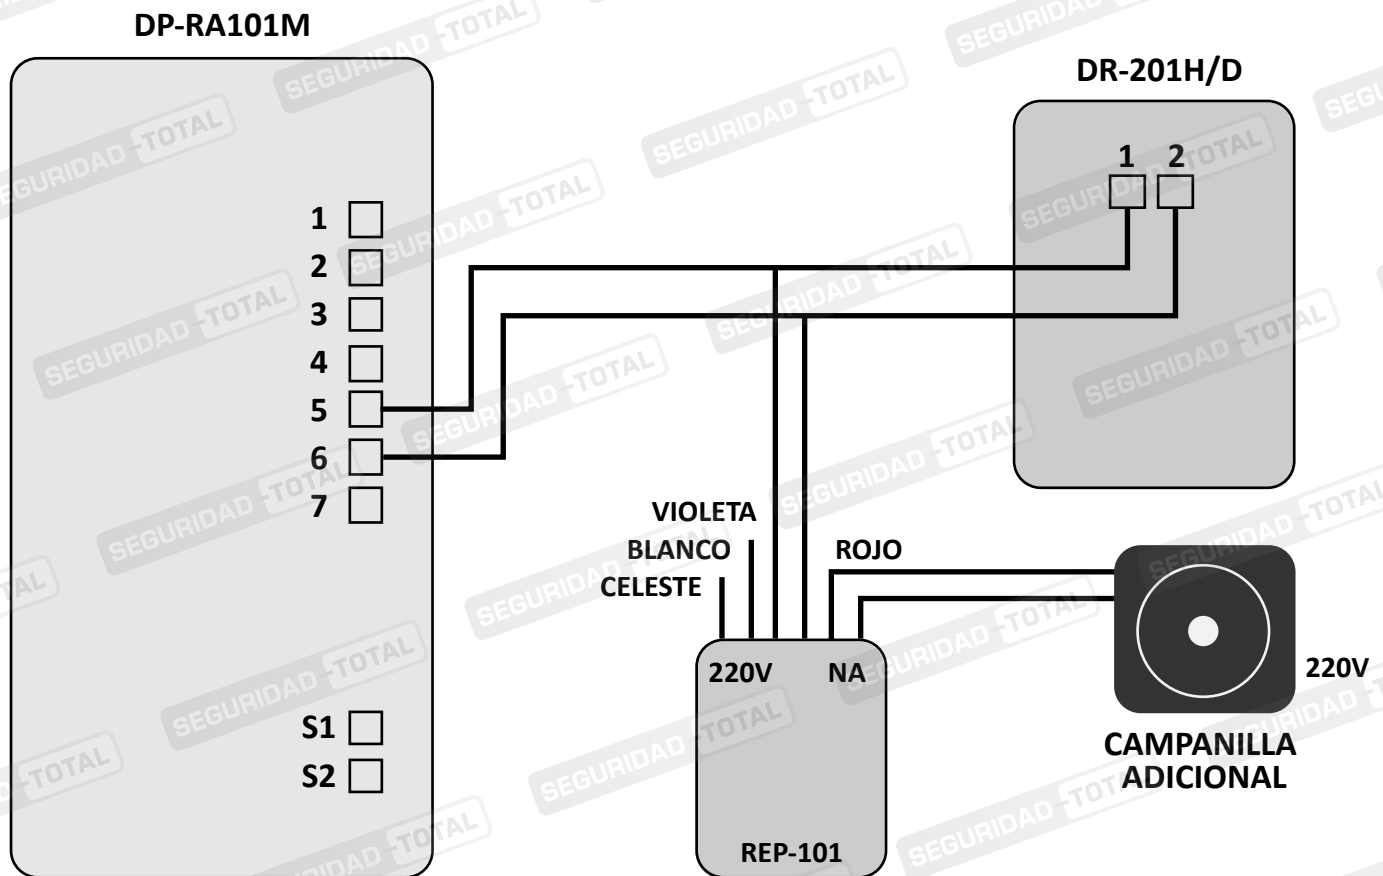 DP-RA101M
DR-201H/D
1 2
1
2
3
4
5
6
7
S1
S2
VIOLETA
BLANCO
CELESTE
ROJO
220V NA
REP-101
220V
CAMPANILLA
ADICIONAL
SEGURIDAD-TOTAL